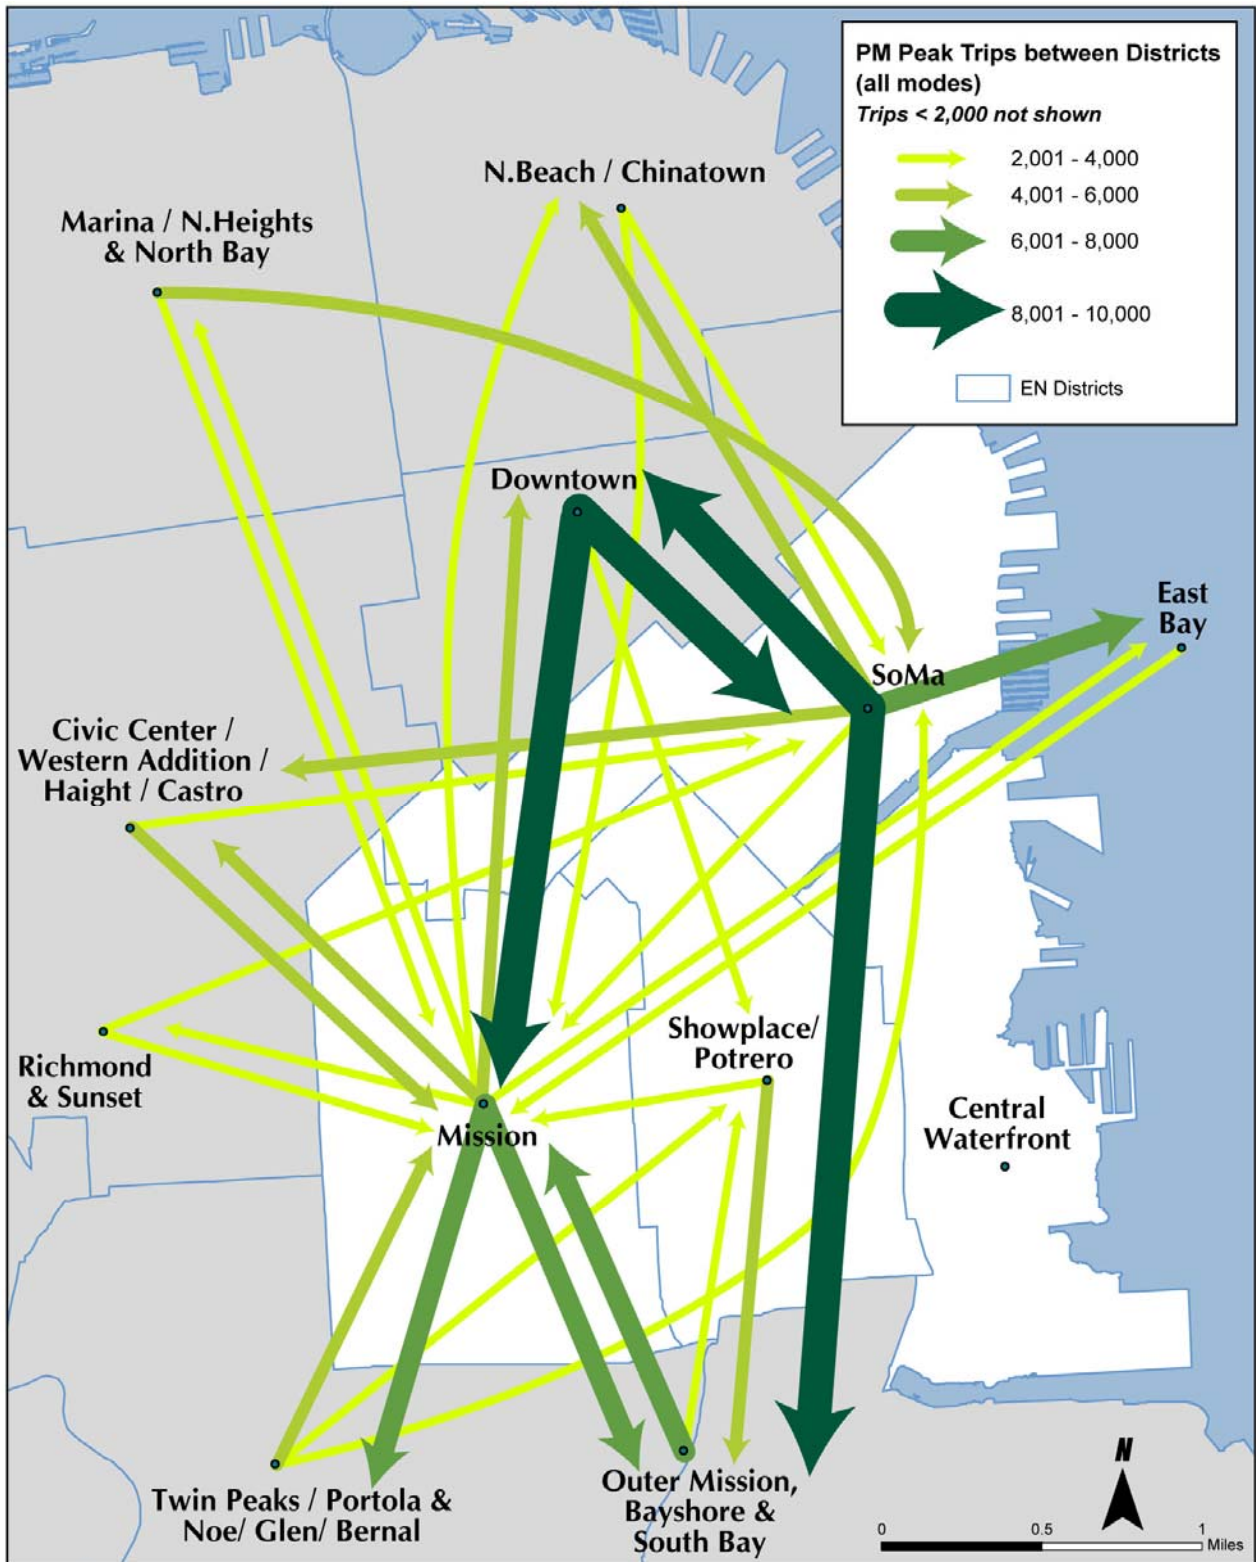 PM Peak Trips between Districts
(all modes)
Trips < 2,000 not shown
2,001 - 4,000
4,001 - 6,000
6,001 - 8,000
8,001 - 10,000
EN Districts
N.Beach / Chinatown
Marina / N.Heights
& North Bay
Downtown
East
Bay
SoMa
Civic Center /
Western Addition /
Haight / Castro
Showplace/
Potrero
Richmond
& Sunset
Central
Waterfront
Mission
Twin Peaks / Portola &
Noe/ Glen/ Bernal
Outer Mission,
Bayshore &
South Bay
N
0 0.5 1
Miles